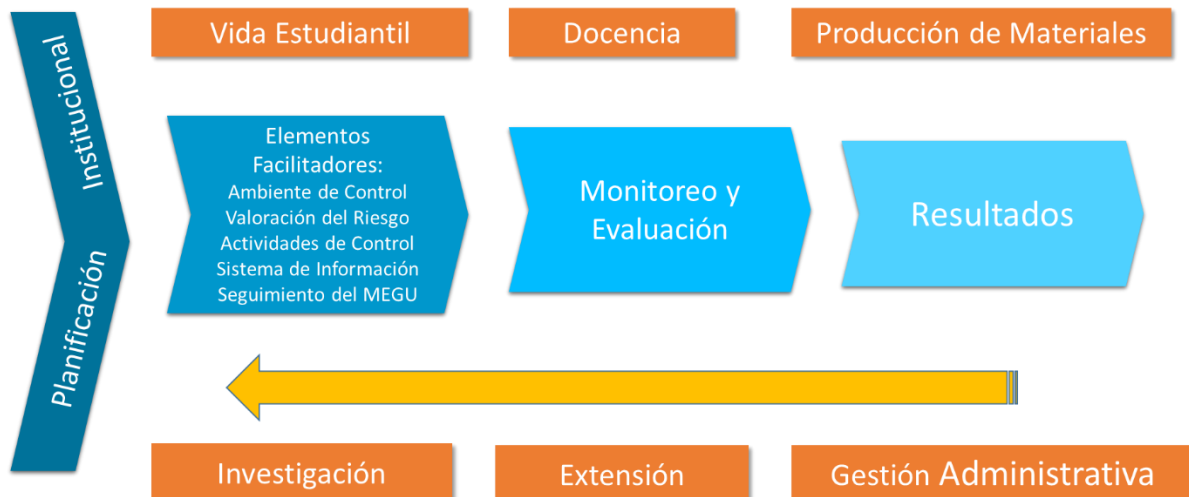 Planificación Institucional
Vida Estudiantil
Docencia
Producción de Materiales
Elementos
Facilitadores:
Ambiente de Control
Valoración del Riesgo
Actividades de Control
Sistema de Información
Seguimiento del MEGU
Monitoreo y
Evaluación
Resultados
Investigación
Extensión
Gestión Administrativa